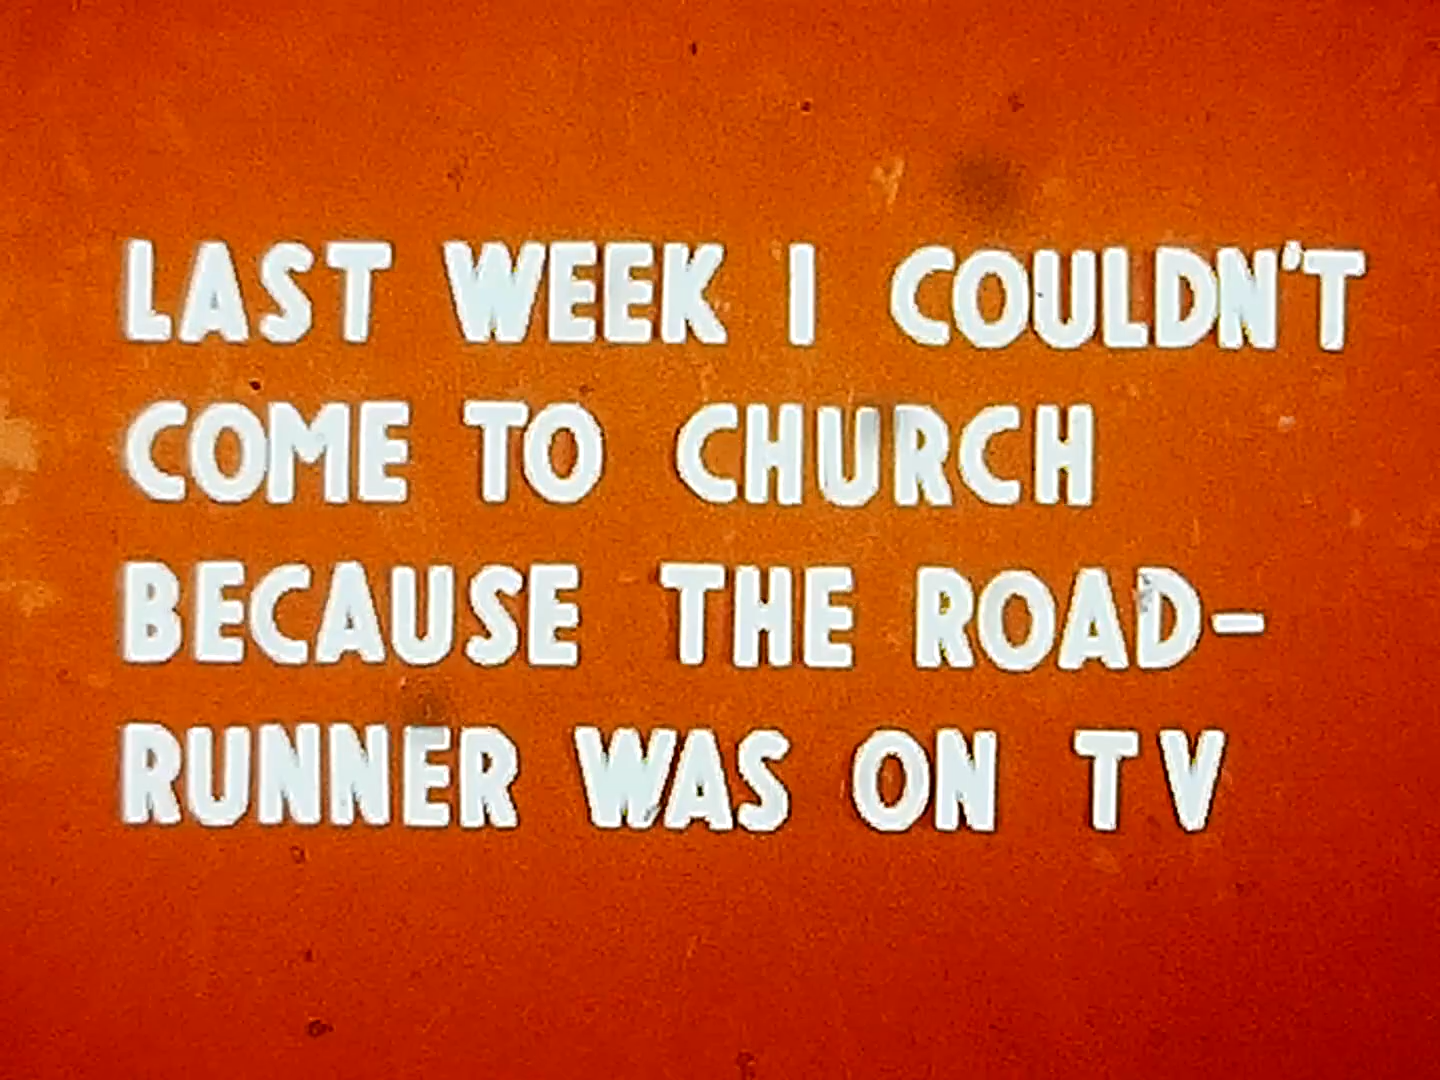 LAST WEEK I COULDN'T
COME TO CHURCH
BECAUSE THE ROAD-
RUNNER WAS ON TV